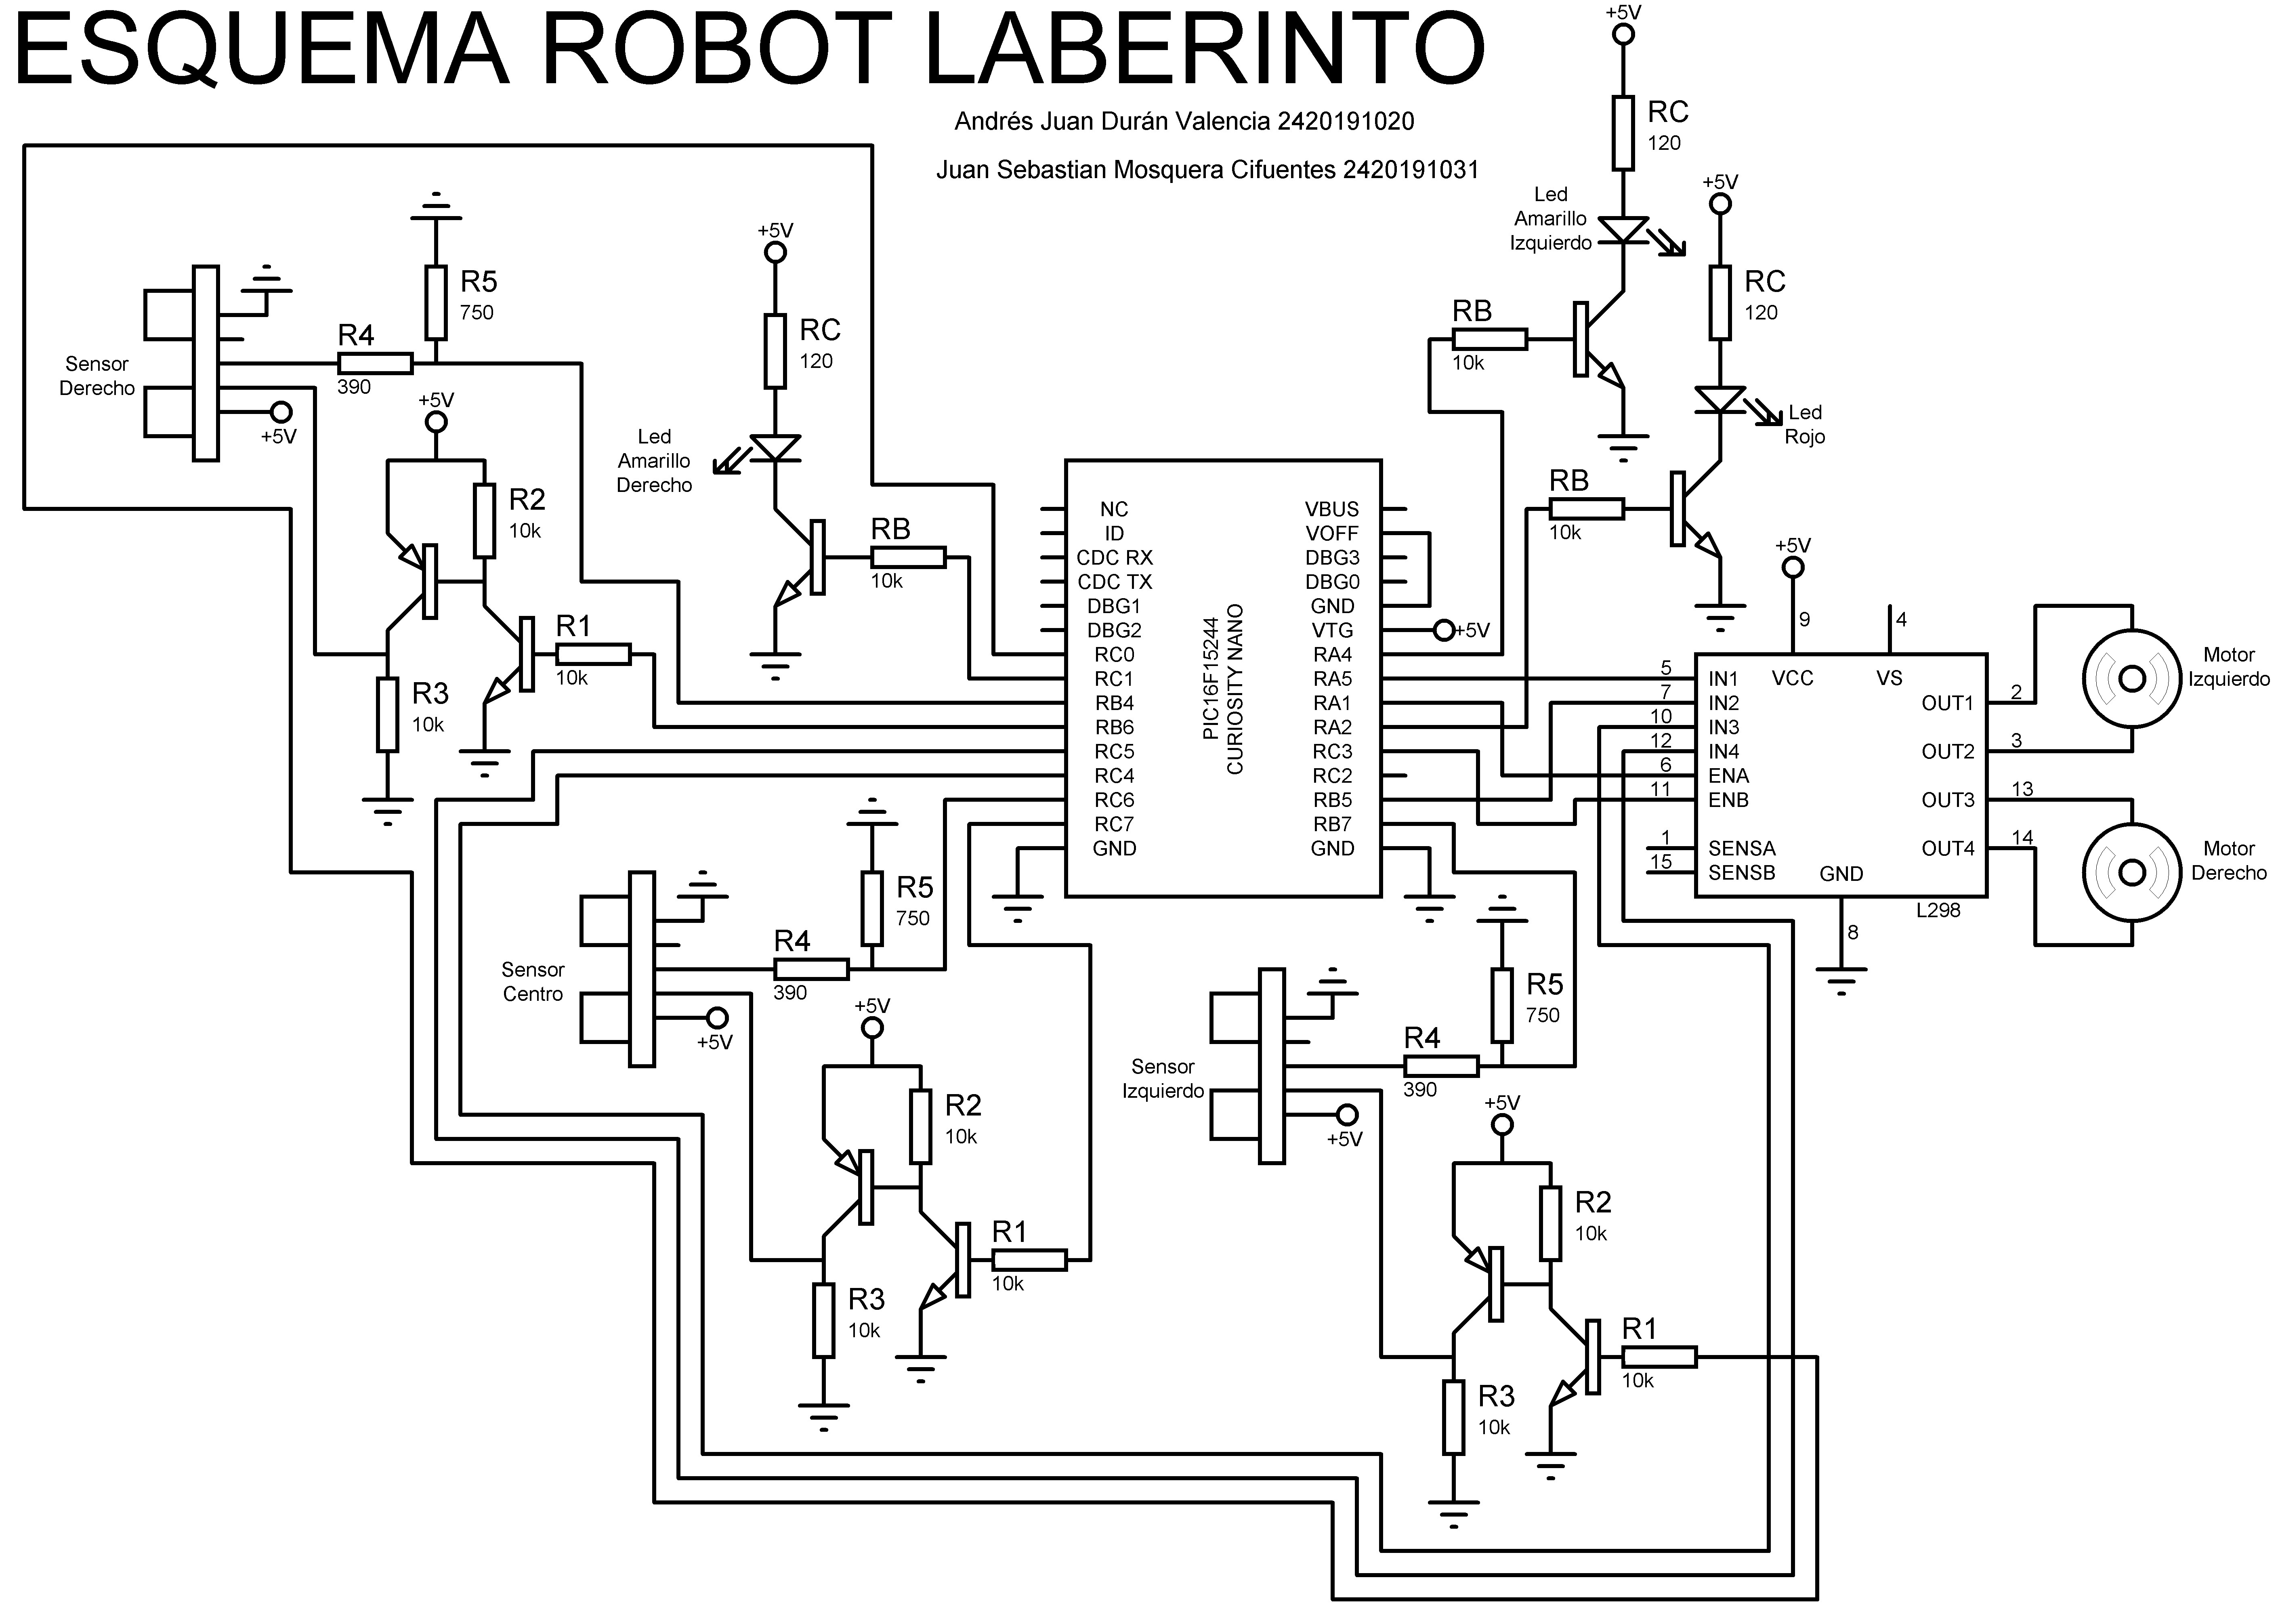 ESQUEMA ROBOT LABERINTO
Andrés Juan Durán Valencia 2420191020
Juan Sebastian Mosquera Cifuentes 2420191031
Sensor
Derecho
+5V
R4
390
R5
750
+5V
R2
10k
R1
10k
R3
10k
+5V
RC
120
Led
Amarillo
Derecho
RB
10k
+5V
RC
120
Led
Amarillo
Izquierdo
RB
10k
+5V
RC
120
Led
Rojo
RB
10k
NC
ID
CDC RX
CDC TX
DBG1
DBG2
RC0
RC1
RB4
RB6
RC5
RC4
RC6
RC7
GND
PIC16F15244
CURIOSITY NANO
VBUS
VOFF
DBG3
DBG0
GND
VTG
RA4
RA5
RA1
RA2
RC3
RC2
RB5
RB7
GND
+5V
+5V
9
4
5
7
10
12
6
11
1
15
IN1
IN2
IN3
IN4
ENA
ENB
SENSA
SENSB
VCC
VS
OUT1
OUT2
OUT3
OUT4
GND
L298
8
2
3
13
14
Motor
Izquierdo
Motor
Derecho
Sensor
Centro
+5V
R4
390
R5
750
+5V
R2
10k
R1
10k
R3
10k
Sensor
Izquierdo
+5V
R4
390
R5
750
+5V
R2
10k
R1
10k
R3
10k